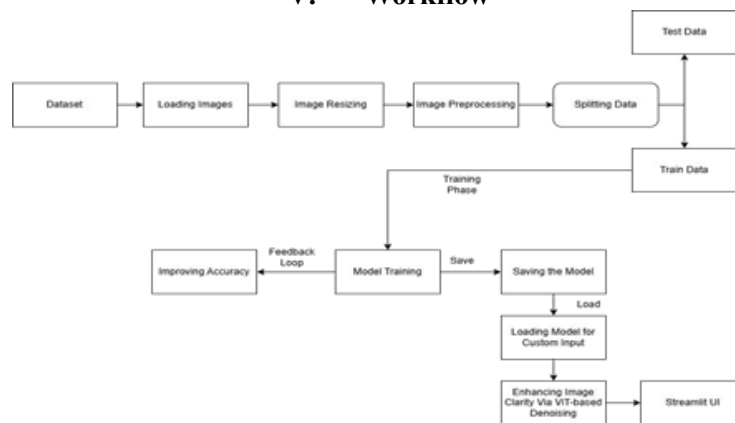 V. Workflow
Test Data
Dataset
Loading Images
Image Resizing
Image Preprocessing
Splitting Data
Train Data
Training
Phase
Improving Accuracy
Feedback
Loop
Model Training
Save
Saving the Model
Load
Loading Model for
Custom Input
Enhancing Image
Clarity Via ViT-based
Denoising
Streamlit UI